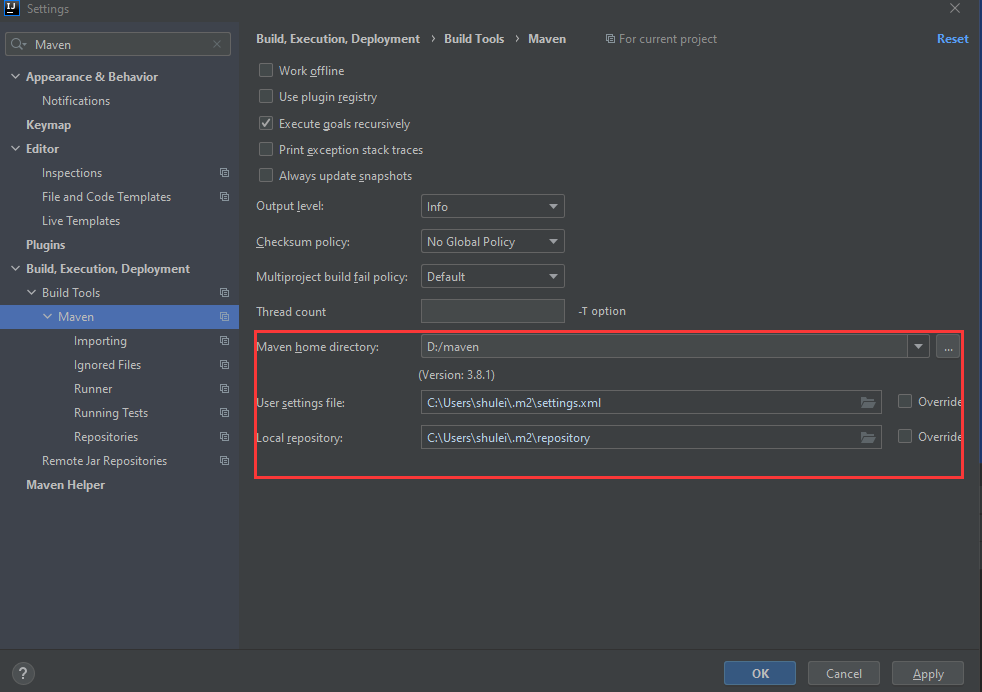 IJ
Settings
Maven
Appearance & Behavior
Notifications
Keymap
Editor
Inspections
File and Code Templates
Live Templates
Plugins
Build, Execution, Deployment
Build Tools
Maven
Importing
Ignored Files
Runner
Running Tests
Repositories
Remote Jar Repositories
Maven Helper
Build, Execution, Deployment › Build Tools › Maven For current project Reset
Work offline
Use plugin registry
Execute goals recursively
Print exception stack traces
Always update snapshots
Output level: Info
Checksum policy: No Global Policy
Multiproject build fail policy: Default
Thread count -T option
Maven home directory: D:/maven ...
(Version: 3.8.1)
User settings file: C:\Users\shulei\.m2\settings.xml Override
Local repository: C:\Users\shulei\.m2\repository Override
? OK Cancel Apply